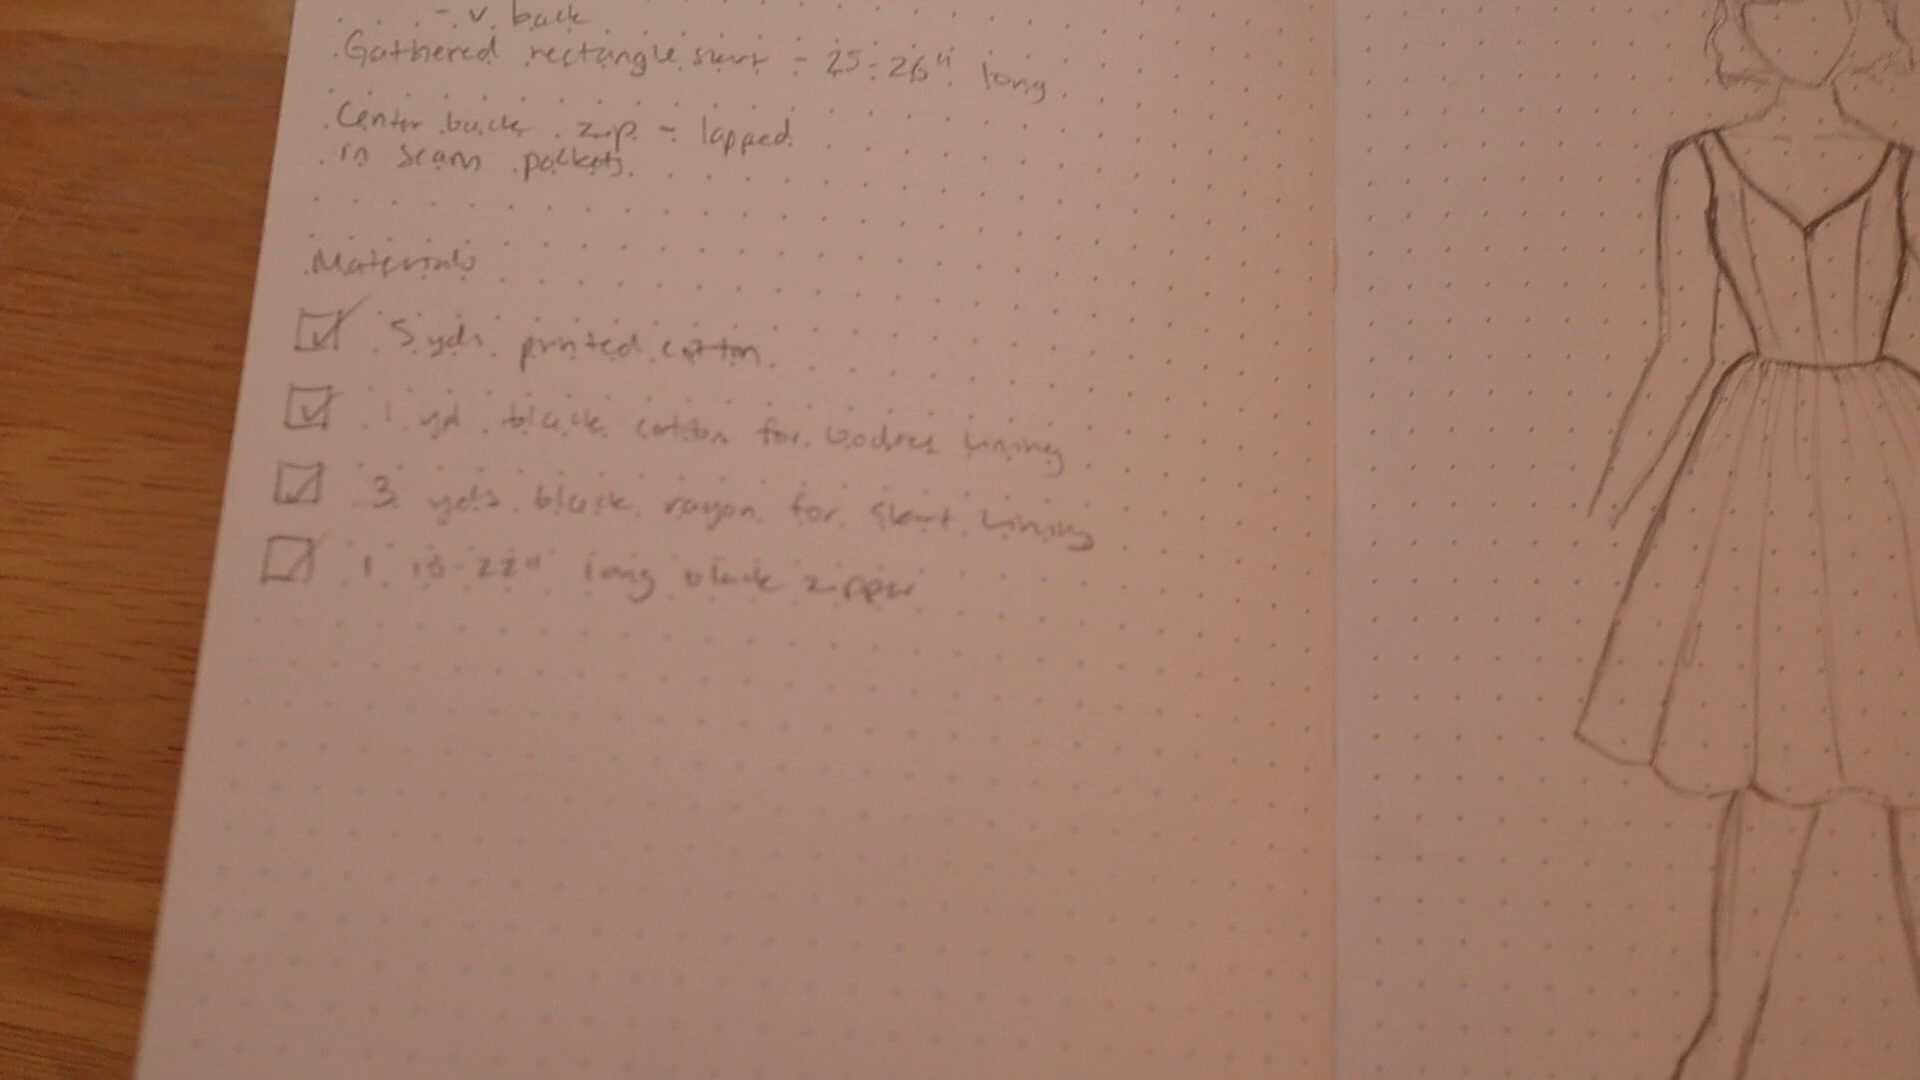 - v back
Gathered rectangle skirt - 25-26" long
Center back zip - lapped
in seam pockets
Materials
5 yds printed cotton
1 yd black cotton for bodice lining
3 yds black rayon for skirt lining
1 18-22" long black zipper